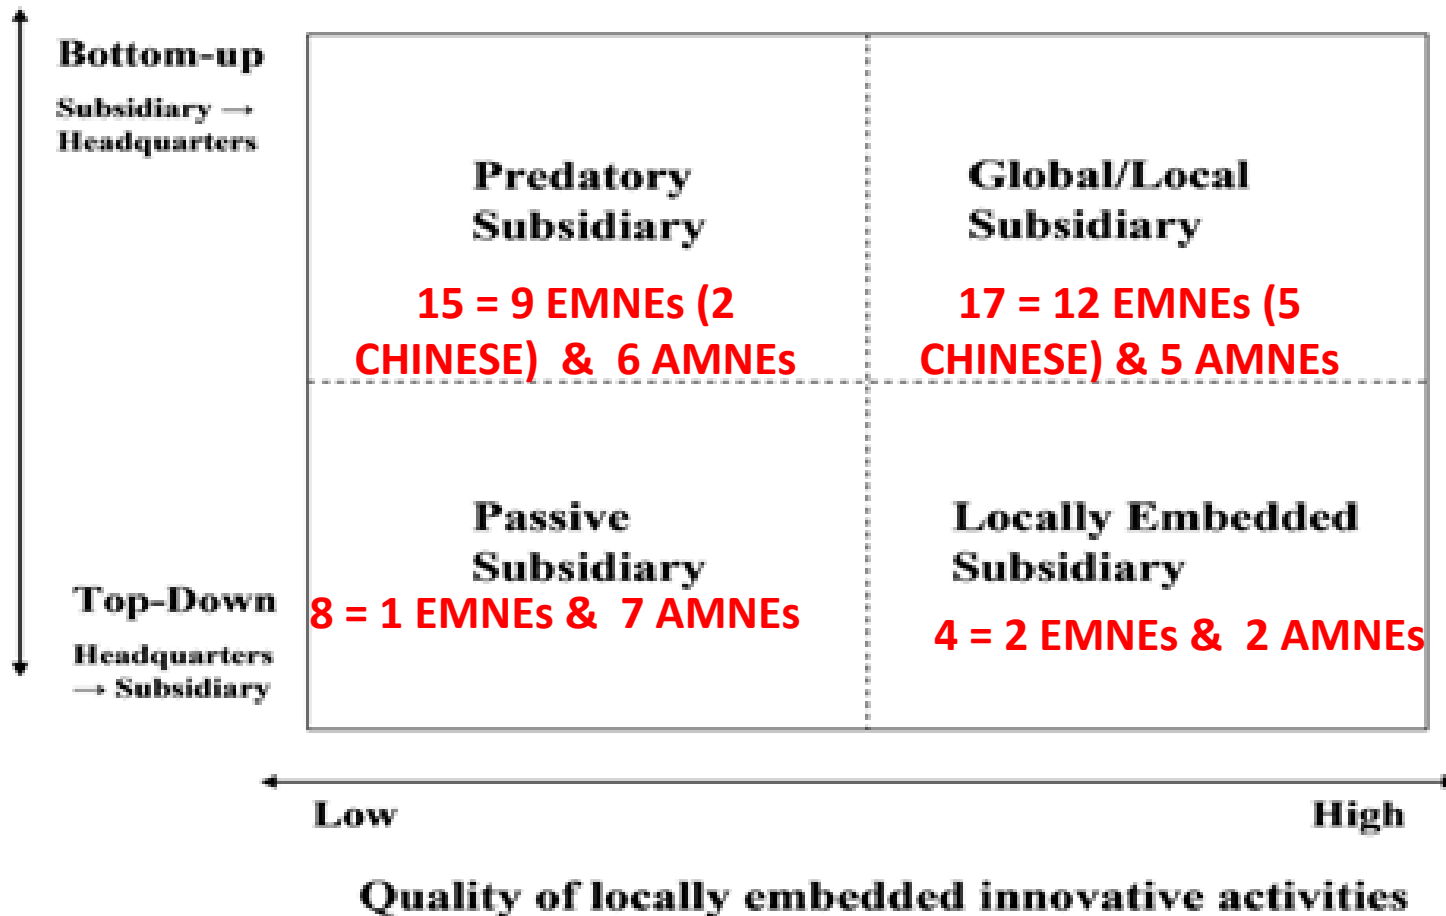 Bottom-up
Subsidiary →
Headquarters
Predatory
Subsidiary
15 = 9 EMNEs (2
CHINESE) & 6 AMNEs
Global/Local
Subsidiary
17 = 12 EMNEs (5
CHINESE) & 5 AMNEs
Top-Down
Headquarters
→ Subsidiary
Passive
Subsidiary
8 = 1 EMNEs & 7 AMNEs
Locally Embedded
Subsidiary
4 = 2 EMNEs & 2 AMNEs
Low
High
Quality of locally embedded innovative activities